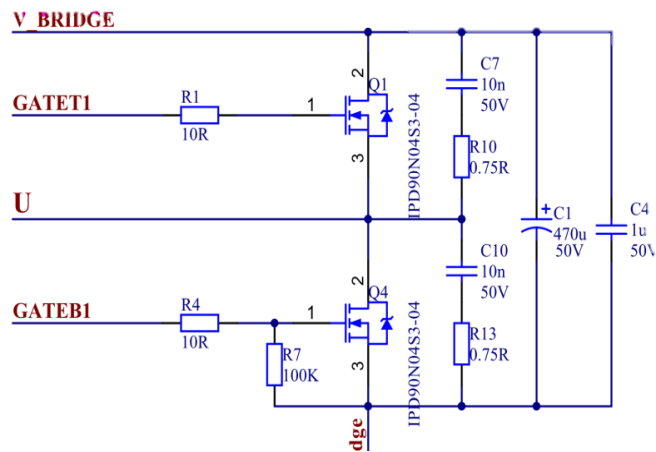 V_BRIDGE
C7
10n
50V
2
Q1
GATET1
R1
10R
1
3
IPD90N04S3-04
R10
0.75R
U
C1
470u
50V
C4
1u
50V
C10
10n
50V
2
Q4
GATEB1
R4
10R
1
3
IPD90N04S3-04
R13
0.75R
R7
100K
dge